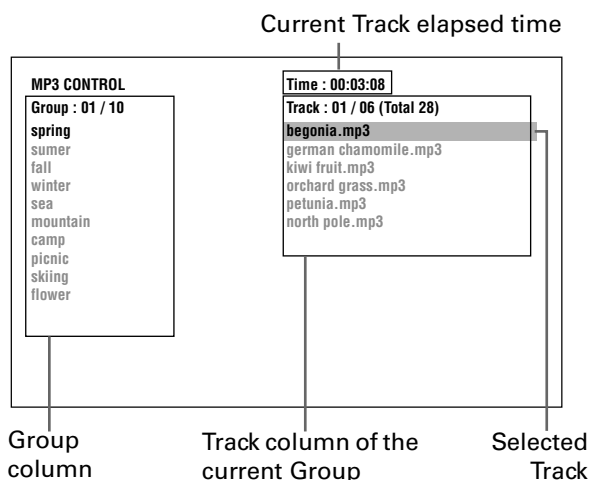 Current Track elapsed time
MP3 CONTROL
Group : 01 / 10
spring
sumer
fall
winter
sea
mountain
camp
picnic
skiing
flower
Time : 00:03:08
Track : 01 / 06 (Total 28)
begonia.mp3
german chamomile.mp3
kiwi fruit.mp3
orchard grass.mp3
petunia.mp3
north pole.mp3
Group
column
Track column of the
current Group
Selected
Track